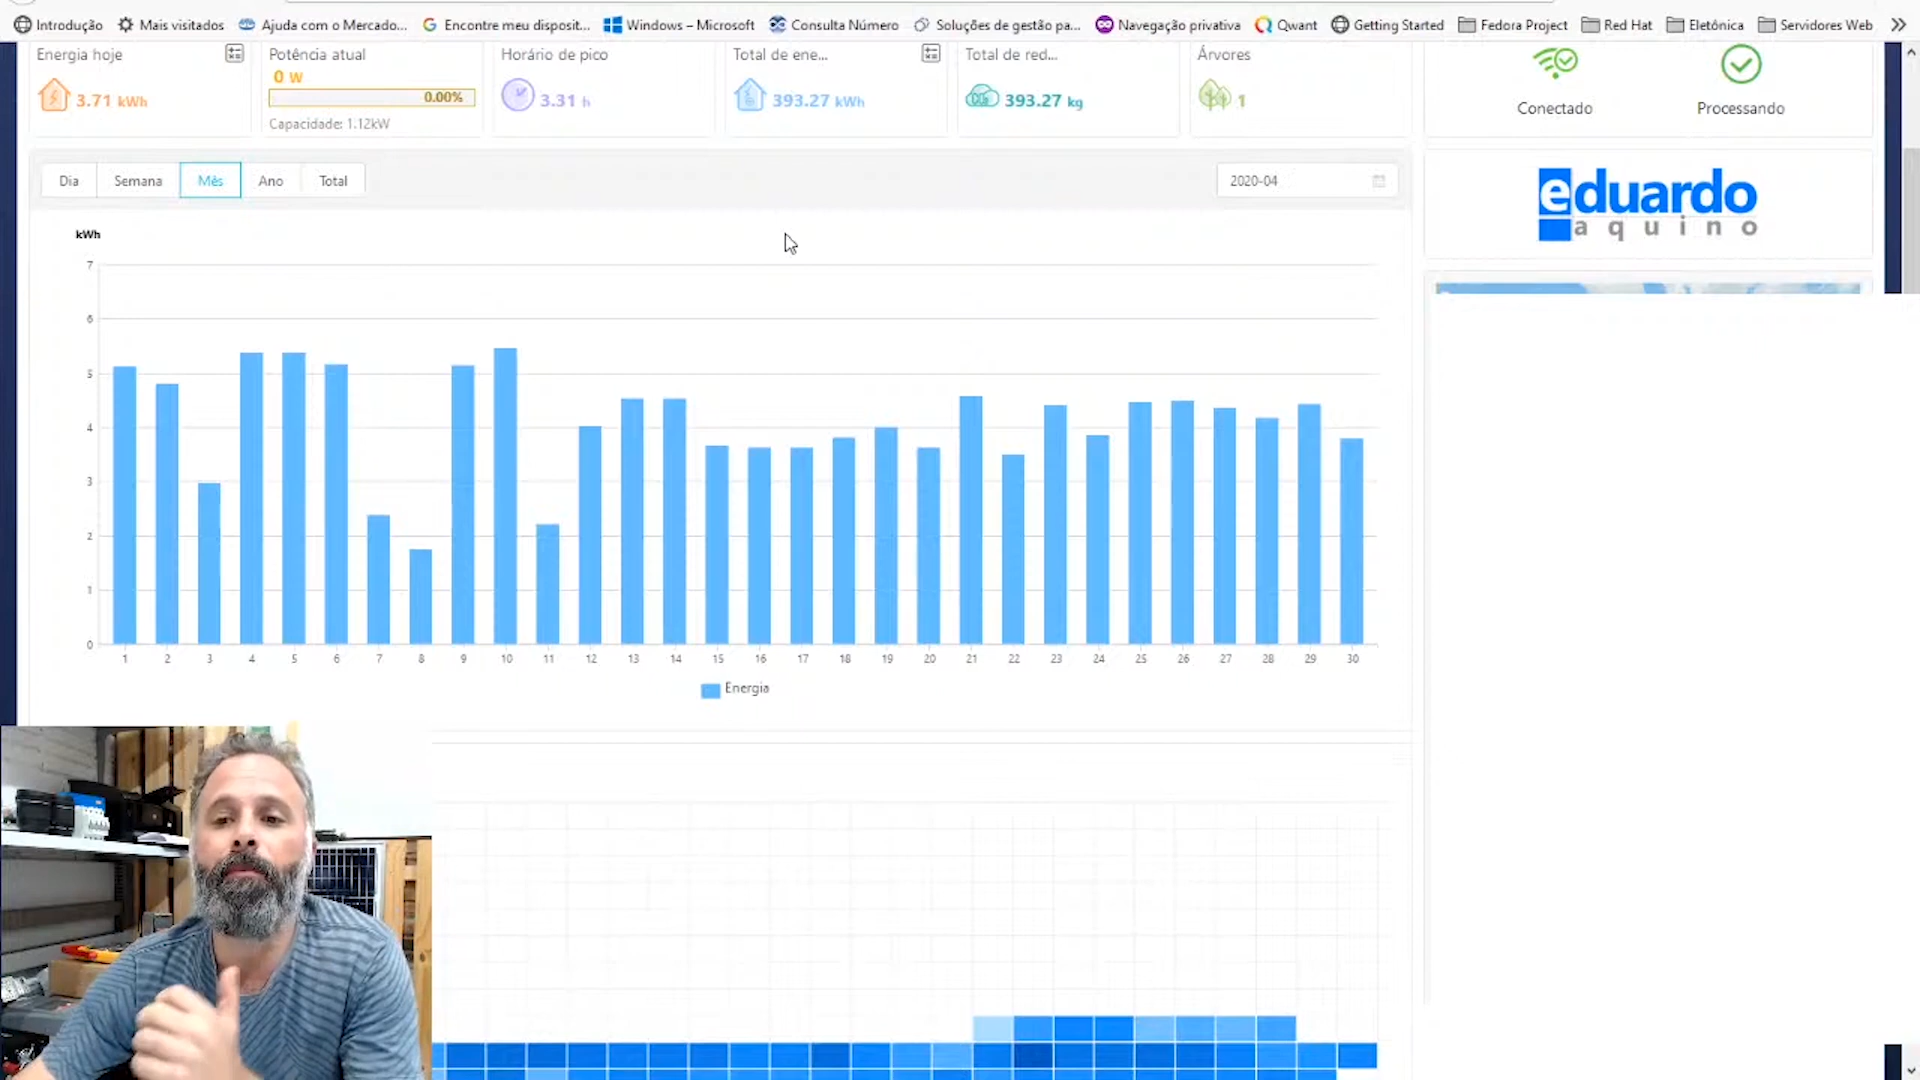 Introdução Mais visitados Ajuda com o Mercado... Encontre meu disposit... Windows – Microsoft Consulta Número Soluções de gestão pa... Navegação privativa Qwant Getting Started Fedora Project Red Hat Eletônica Servidores Web
Energia hoje
3.71 kWh
Potência atual
0 W
0.00%
Capacidade: 1.12kW
Horário de pico
3.31 h
Total de ene...
393.27 kWh
Total de red...
CO2
393.27 kg
Árvores
1
Conectado
Processando
Dia Semana Mês Ano Total
2020-04
eduardo
aquino
kWh
7
6
5
4
3
2
1
0
1 2 3 4 5 6 7 8 9 10 11 12 13 14 15 16 17 18 19 20 21 22 23 24 25 26 27 28 29 30
Energia